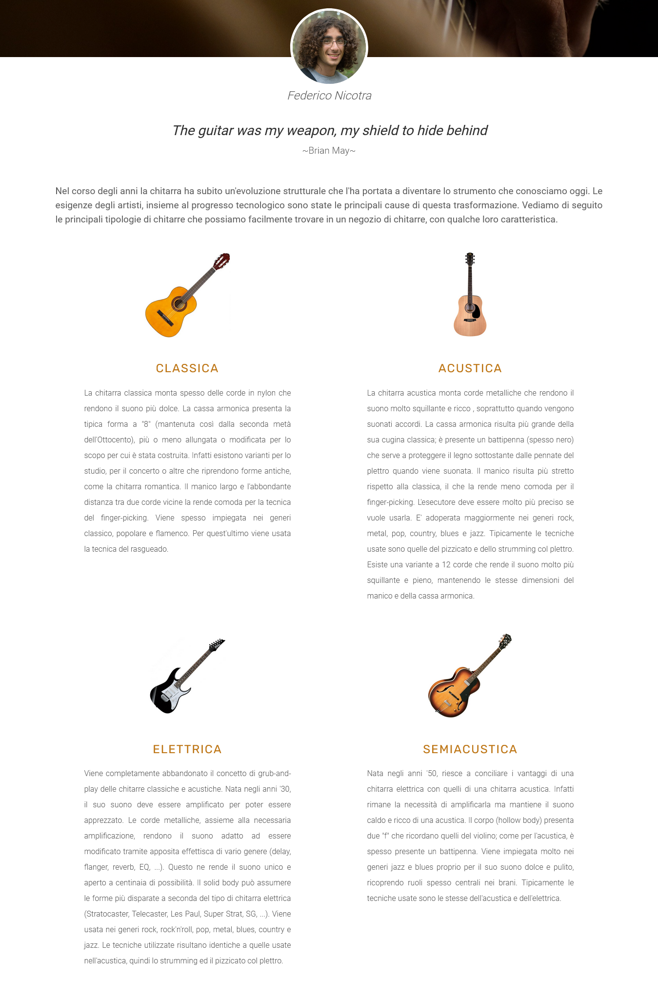 Federico Nicotra
The guitar was my weapon, my shield to hide behind
~Brian May~
Nel corso degli anni la chitarra ha subito un'evoluzione strutturale che l'ha portata a diventare lo strumento che conosciamo oggi. Le
esigenze degli artisti, insieme al progresso tecnologico sono state le principali cause di questa trasformazione. Vediamo di seguito
le principali tipologie di chitarre che possiamo facilmente trovare in un negozio di chitarre, con qualche loro caratteristica.
CLASSICA
La chitarra classica monta spesso delle corde in nylon che
rendono il suono più dolce. La cassa armonica presenta la
tipica forma a "8" (mantenuta così dalla seconda metà
dell'Ottocento), più o meno allungata o modificata per lo
scopo per cui è stata costruita. Infatti esistono varianti per lo
studio, per il concerto o altre che riprendono forme antiche,
come la chitarra romantica. Il manico largo e l'abbondante
distanza tra due corde vicine la rende comoda per la tecnica
del finger-picking. Viene spesso impiegata nei generi
classico, popolare e flamenco. Per quest'ultimo viene usata
la tecnica del rasgueado.
ACUSTICA
La chitarra acustica monta corde metalliche che rendono il
suono molto squillante e ricco , soprattutto quando vengono
suonati accordi. La cassa armonica risulta più grande della
sua cugina classica; è presente un battipenna (spesso nero)
che serve a proteggere il legno sottostante dalle pennate del
plettro quando viene suonata. Il manico risulta più stretto
rispetto alla classica, il che la rende meno comoda per il
finger-picking. L'esecutore deve essere molto più preciso se
vuole usarla. E' adoperata maggiormente nei generi rock,
metal, pop, country, blues e jazz. Tipicamente le tecniche
usate sono quelle del pizzicato e dello strumming col plettro.
Esiste una variante a 12 corde che rende il suono molto più
squillante e pieno, mantenendo le stesse dimensioni del
manico e della cassa armonica.
ELETTRICA
Viene completamente abbandonato il concetto di grub-and-
play delle chitarre classiche e acustiche. Nata negli anni '30,
il suo suono deve essere amplificato per poter essere
apprezzato. Le corde metalliche, assieme alla necessaria
amplificazione, rendono il suono adatto ad essere
modificato tramite apposita effettisca di vario genere (delay,
flanger, reverb, EQ, ...). Questo ne rende il suono unico e
aperto a centinaia di possibilità. Il solid body può assumere
le forme più disparate a seconda del tipo di chitarra elettrica
(Stratocaster, Telecaster, Les Paul, Super Strat, SG, ...). Viene
usata nei generi rock, rock'n'roll, pop, metal, blues, country e
jazz. Le tecniche utilizzate risultano identiche a quelle usate
nell'acustica, quindi lo strumming ed il pizzicato col plettro.
SEMIACUSTICA
Nata negli anni '50, riesce a conciliare i vantaggi di una
chitarra elettrica con quelli di una chitarra acustica. Infatti
rimane la necessità di amplificarla ma mantiene il suono
caldo e ricco di una acustica. Il corpo (hollow body) presenta
due "f" che ricordano quelli del violino; come per l'acustica, è
spesso presente un battipenna. Viene impiegata molto nei
generi jazz e blues proprio per il suo suono dolce e pulito,
ricoprendo ruoli spesso centrali nei brani. Tipicamente le
tecniche usate sono le stesse dell'acustica e dell'elettrica.